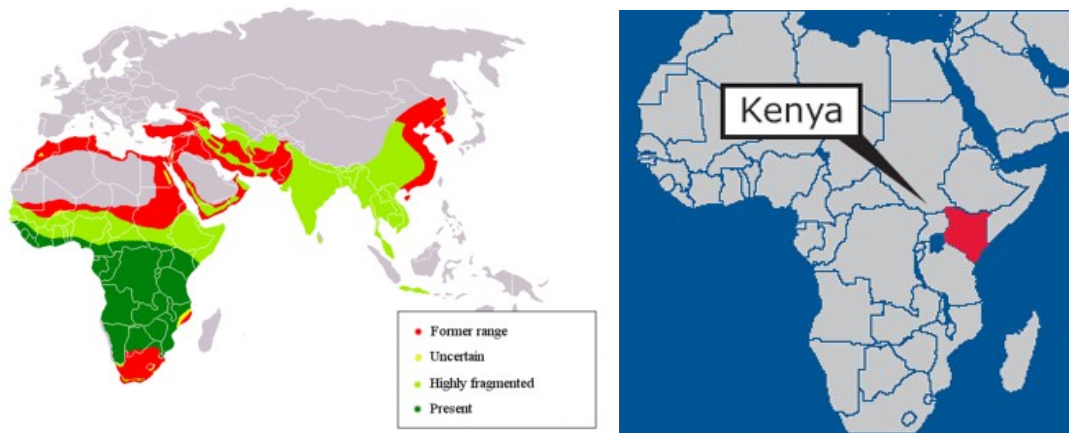 Former range
Uncertain
Highly fragmented
Present
Kenya